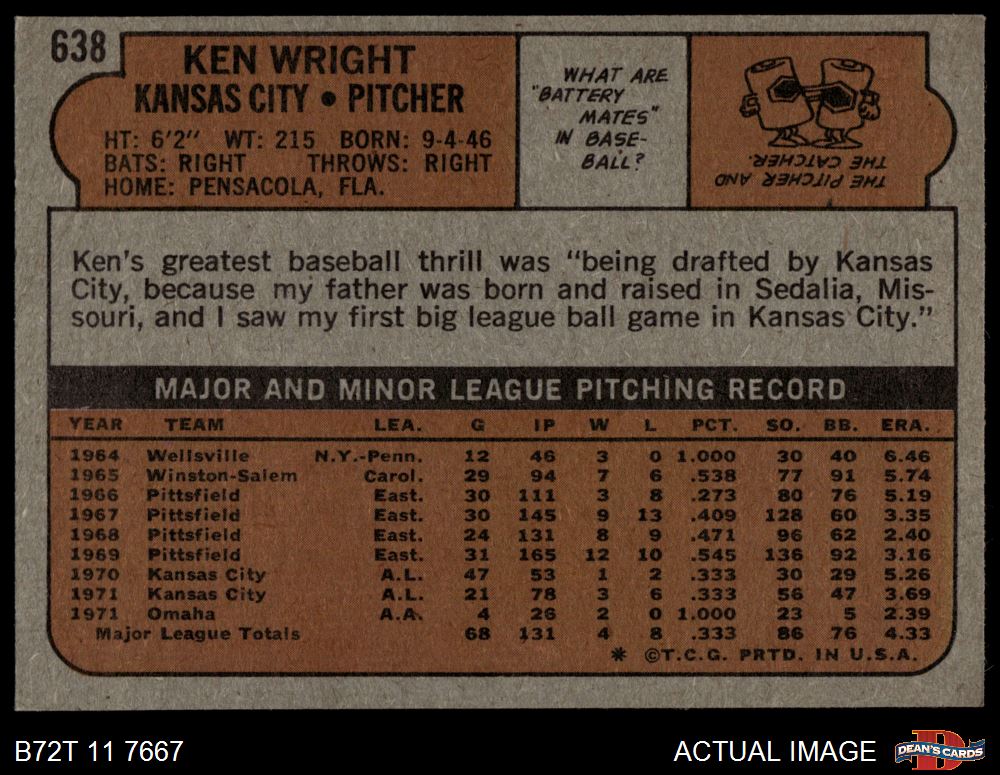 638
KEN WRIGHT
KANSAS CITY • PITCHER
HT: 6'2" WT: 215 BORN: 9-4-46
BATS: RIGHT THROWS: RIGHT
HOME: PENSACOLA, FLA.
WHAT ARE
"BATTERY
MATES"
IN BASE-
BALL?
THE PITCHER AND
THE CATCHER.
Ken's greatest baseball thrill was "being drafted by Kansas
City, because my father was born and raised in Sedalia, Mis-
souri, and I saw my first big league ball game in Kansas City."
MAJOR AND MINOR LEAGUE PITCHING RECORD
YEAR TEAM LEA. G IP W L PCT. SO. BB. ERA.
1964 Wellsville N.Y.-Penn. 12 46 3 0 1.000 30 40 6.46
1965 Winston-Salem Carol. 29 94 7 6 .538 77 91 5.74
1966 Pittsfield East. 30 111 3 8 .273 80 76 5.19
1967 Pittsfield East. 30 145 9 13 .409 128 60 3.35
1968 Pittsfield East. 24 131 8 9 .471 96 62 2.40
1969 Pittsfield East. 31 165 12 10 .545 136 92 3.16
1970 Kansas City A.L. 47 53 1 2 .333 30 29 5.26
1971 Kansas City A.L. 21 78 3 6 .333 56 47 3.69
1971 Omaha A.A. 4 26 2 0 1.000 23 5 2.39
Major League Totals 68 131 4 8 .333 86 76 4.33
* ©T.C.G. PRTD. IN U.S.A.
B72T 11 7667
ACTUAL IMAGE
DEAN'S CARDS